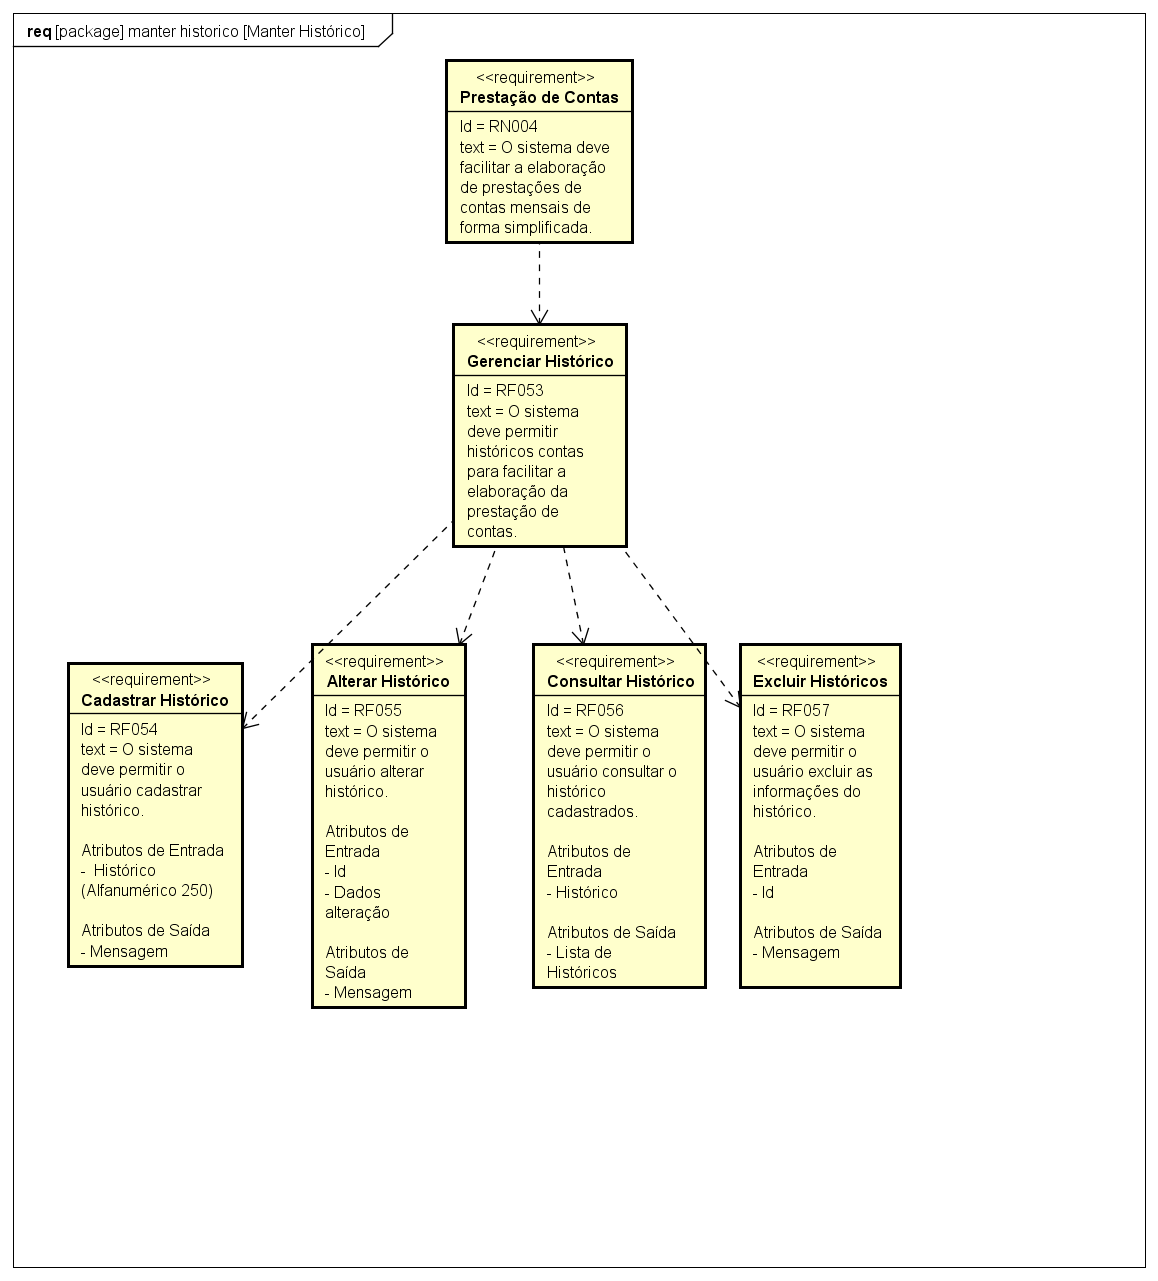 req [package] manter historico [Manter Histórico]
<<requirement>>
Prestação de Contas
Id = RN004
text = O sistema deve
facilitar a elaboração
de prestações de
contas mensais de
forma simplificada.
<<requirement>>
Gerenciar Histórico
Id = RF053
text = O sistema
deve permitir
históricos contas
para facilitar a
elaboração da
prestação de
contas.
<<requirement>>
Cadastrar Histórico
Id = RF054
text = O sistema
deve permitir o
usuário cadastrar
histórico.
Atributos de Entrada
-  Histórico
(Alfanumérico 250)
Atributos de Saída
- Mensagem
<<requirement>>
Alterar Histórico
Id = RF055
text = O sistema
deve permitir o
usuário alterar
histórico.
Atributos de
Entrada
- Id
- Dados
alteração
Atributos de
Saída
- Mensagem
<<requirement>>
Consultar Histórico
Id = RF056
text = O sistema
deve permitir o
usuário consultar o
histórico
cadastrados.
Atributos de
Entrada
- Histórico
Atributos de Saída
- Lista de
Históricos
<<requirement>>
Excluir Históricos
Id = RF057
text = O sistema
deve permitir o
usuário excluir as
informações do
histórico.
Atributos de
Entrada
- Id
Atributos de Saída
- Mensagem